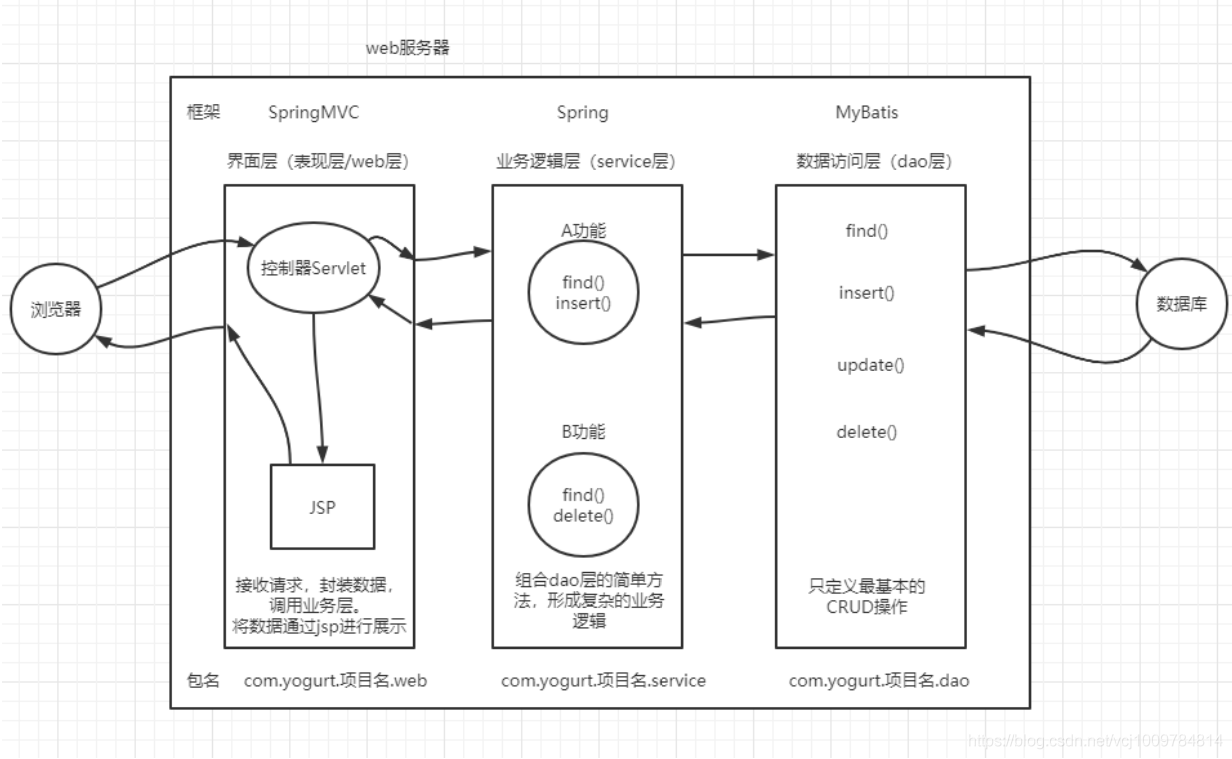 web服务器
框架
SpringMVC
Spring
MyBatis
界面层（表现层/web层）
业务逻辑层（service层）
数据访问层（dao层）
浏览器
控制器Servlet
JSP
接收请求，封装数据，
调用业务层。
将数据通过jsp进行展示
A功能
find()
insert()
B功能
find()
delete()
组合dao层的简单方
法，形成复杂的业务
逻辑
find()
insert()
update()
delete()
只定义最基本的
CRUD操作
数据库
包名
com.yogurt.项目名.web
com.yogurt.项目名.service
com.yogurt.项目名.dao
https://blog.csdn.net/vcj1009784814